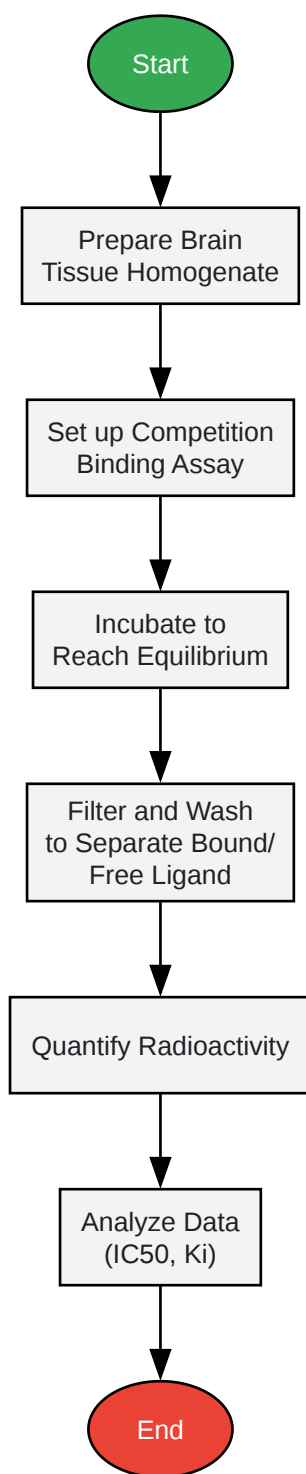 Start
Prepare Brain
Tissue Homogenate
Set up Competition
Binding Assay
Incubate to
Reach Equilibrium
Filter and Wash
to Separate Bound/
Free Ligand
Quantify Radioactivity
Analyze Data
(IC50, Ki)
End